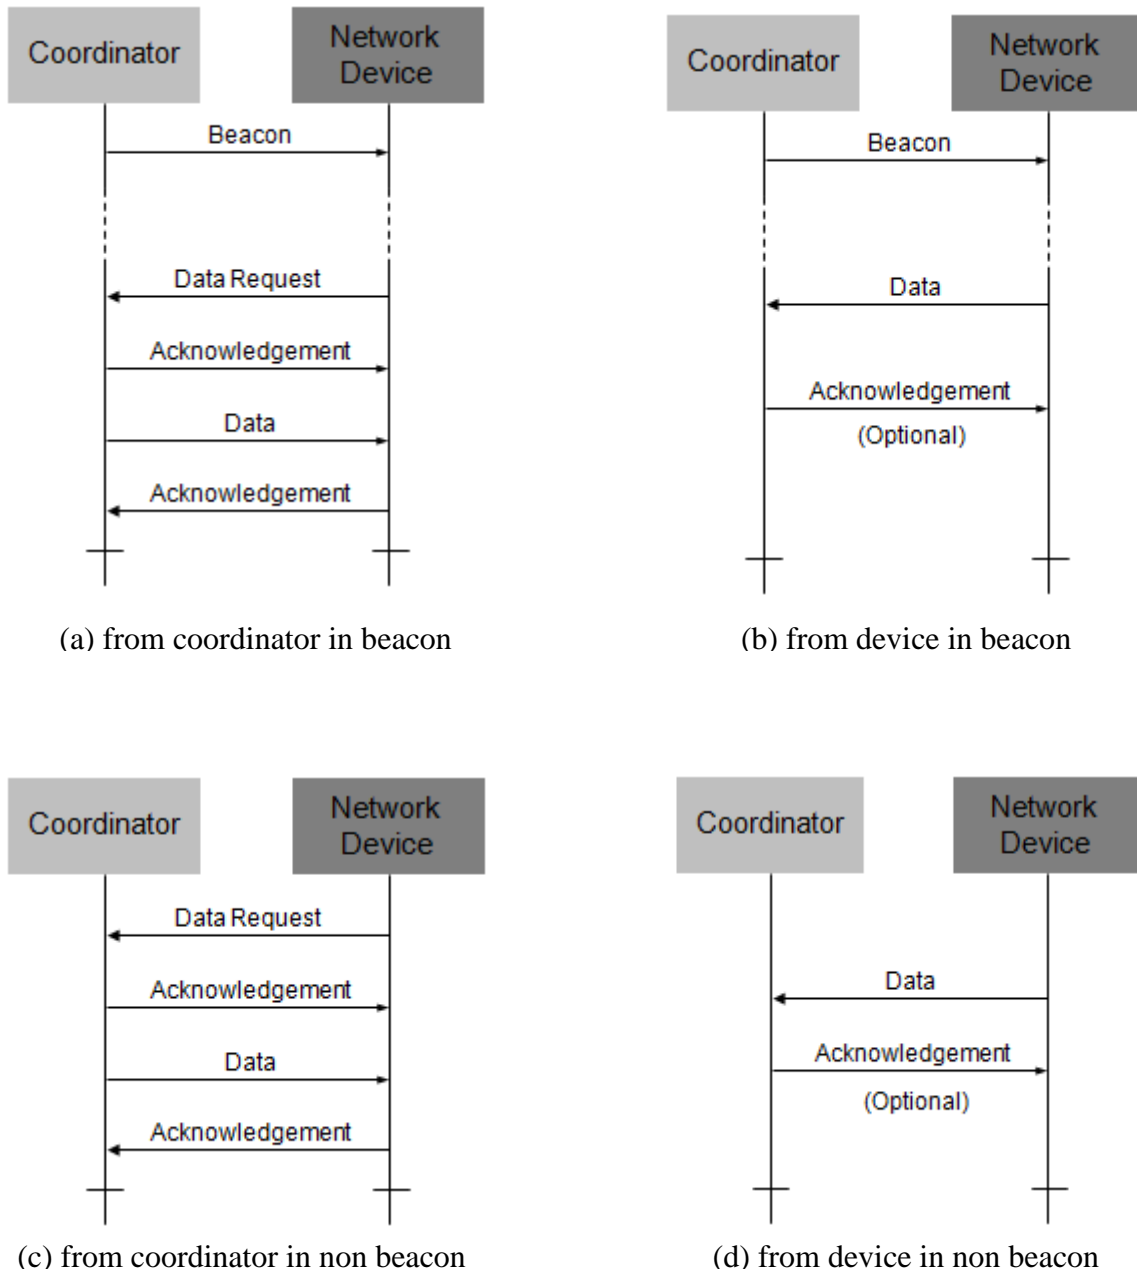 Coordinator
Network
Device
Beacon
Data Request
Acknowledgement
Data
Acknowledgement
(a) from coordinator in beacon
Coordinator
Network
Device
Beacon
Data
Acknowledgement
(Optional)
(b) from device in beacon
Coordinator
Network
Device
Data Request
Acknowledgement
Data
Acknowledgement
(c) from coordinator in non beacon
Coordinator
Network
Device
Data
Acknowledgement
(Optional)
(d) from device in non beacon